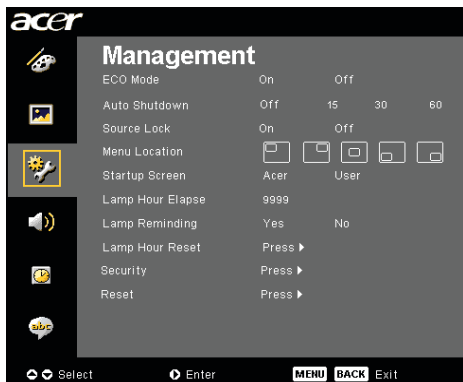 acer
Management
ECO Mode On Off
Auto Shutdown Off 15 30 60
Source Lock On Off
Menu Location
Startup Screen Acer User
Lamp Hour Elapse 9999
Lamp Reminding Yes No
Lamp Hour Reset Press
Security Press
Reset Press
abc
Select Enter MENU BACK Exit